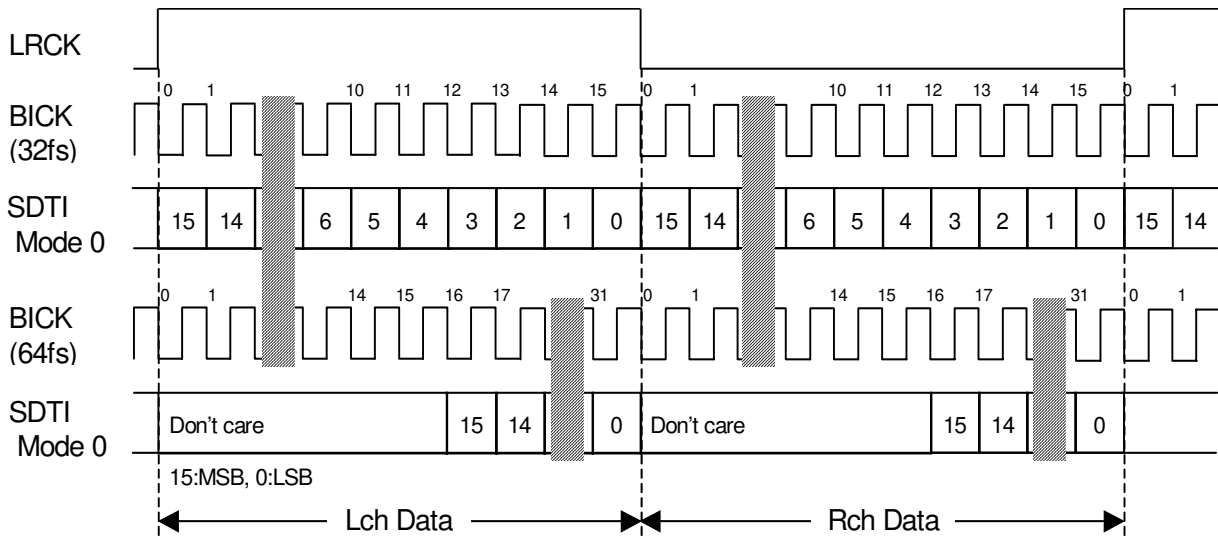 LRCK
0 1 10 11 12 13 14 15 0 1 10 11 12 13 14 15 0 1
BICK
(32fs)
SDTI
Mode 0
15 14 6 5 4 3 2 1 0 15 14 6 5 4 3 2 1 0 15 14
0 1 14 15 16 17 31 0 1 14 15 16 17 31 0 1
BICK
(64fs)
SDTI
Mode 0
Don't care 15 14 0 Don't care 15 14 0
15:MSB, 0:LSB
Lch Data Rch Data